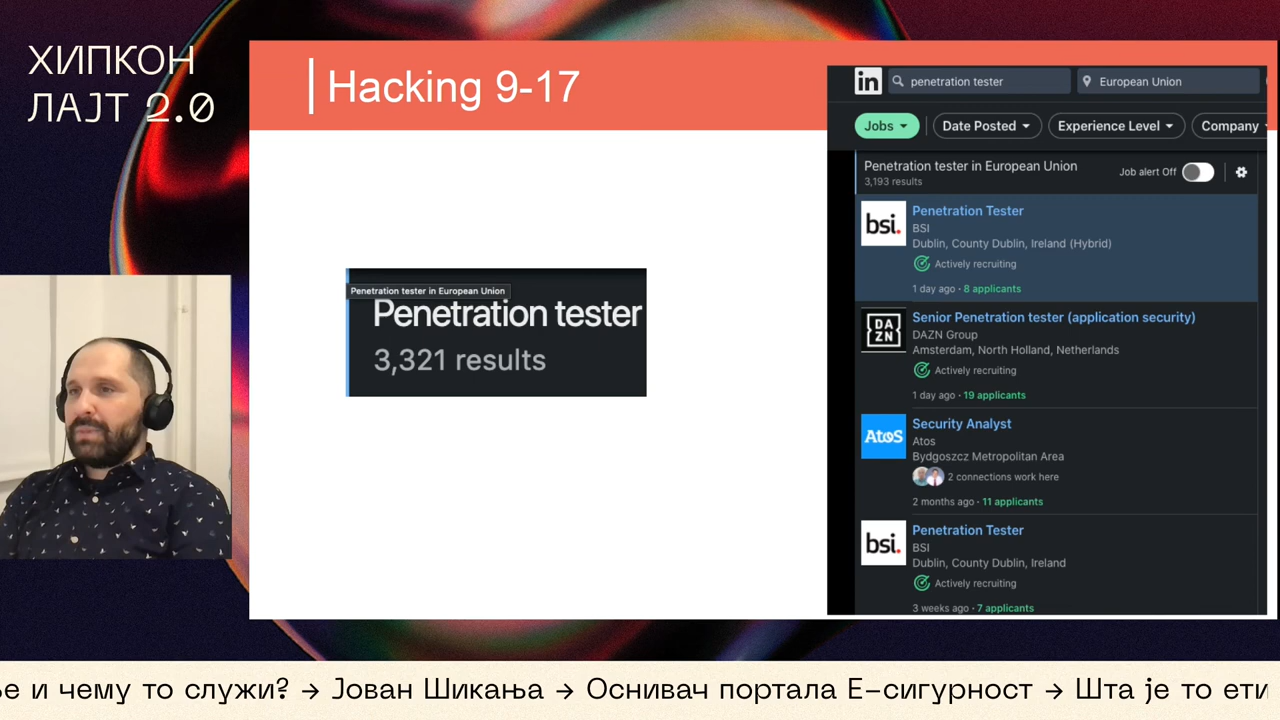 ХИПКОН
ЛАЈТ 2.0
Hacking 9-17
Penetration tester in European Union
Penetration tester
3,321 results
in
penetration tester
European Union
Jobs
Date Posted
Experience Level
Company
Penetration tester in European Union
3,193 results
Job alert Off
bsi.
Penetration Tester
BSI
Dublin, County Dublin, Ireland (Hybrid)
Actively recruiting
1 day ago · 8 applicants
DAZN
Senior Penetration tester (application security)
DAZN Group
Amsterdam, North Holland, Netherlands
Actively recruiting
1 day ago · 19 applicants
Atos
Security Analyst
Atos
Bydgoszcz Metropolitan Area
2 connections work here
2 months ago · 11 applicants
bsi.
Penetration Tester
BSI
Dublin, County Dublin, Ireland
Actively recruiting
3 weeks ago · 7 applicants
е и чему то служи? → Јован Шикања → Оснивач портала Е-сигурност → Шта је то ети